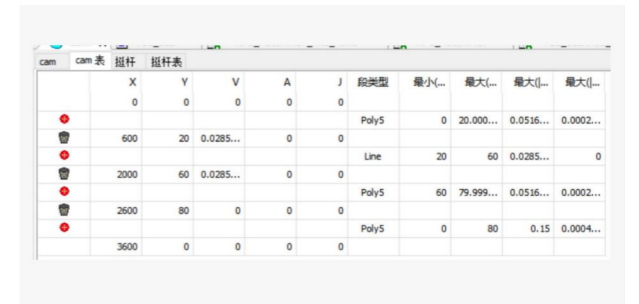 cam cam 表 挺杆 挺杆表
X Y V A J 段类型 最小(... 最大(... 最大(|... 最大(|...
0 0 0 0 0
Poly5 0 20.000... 0.0516... 0.0002...
600 20 0.0285... 0 0
Line 20 60 0.0285... 0
2000 60 0.0285... 0 0
Poly5 60 79.999... 0.0516... 0.0002...
2600 80 0 0 0
Poly5 0 80 0.15 0.0004...
3600 0 0 0 0